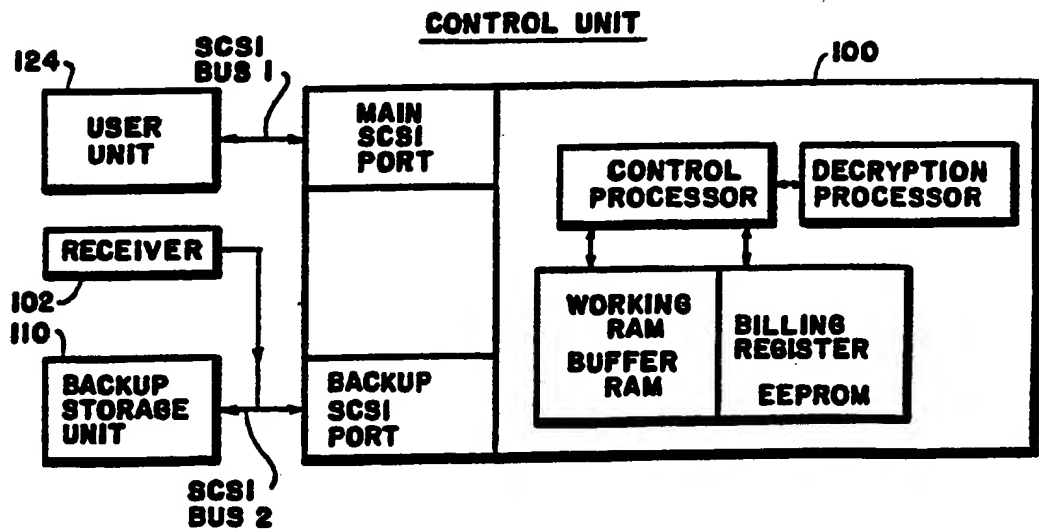 CONTROL UNIT
SCSI
BUS 1
124
100
USER
UNIT
MAIN
SCSI
PORT
CONTROL
PROCESSOR
DECRYPTION
PROCESSOR
RECEIVER
102
110
WORKING
RAM
BUFFER
RAM
BILLING
REGISTER
EEPROM
BACKUP
STORAGE
UNIT
BACKUP
SCSI
PORT
SCSI
BUS 2